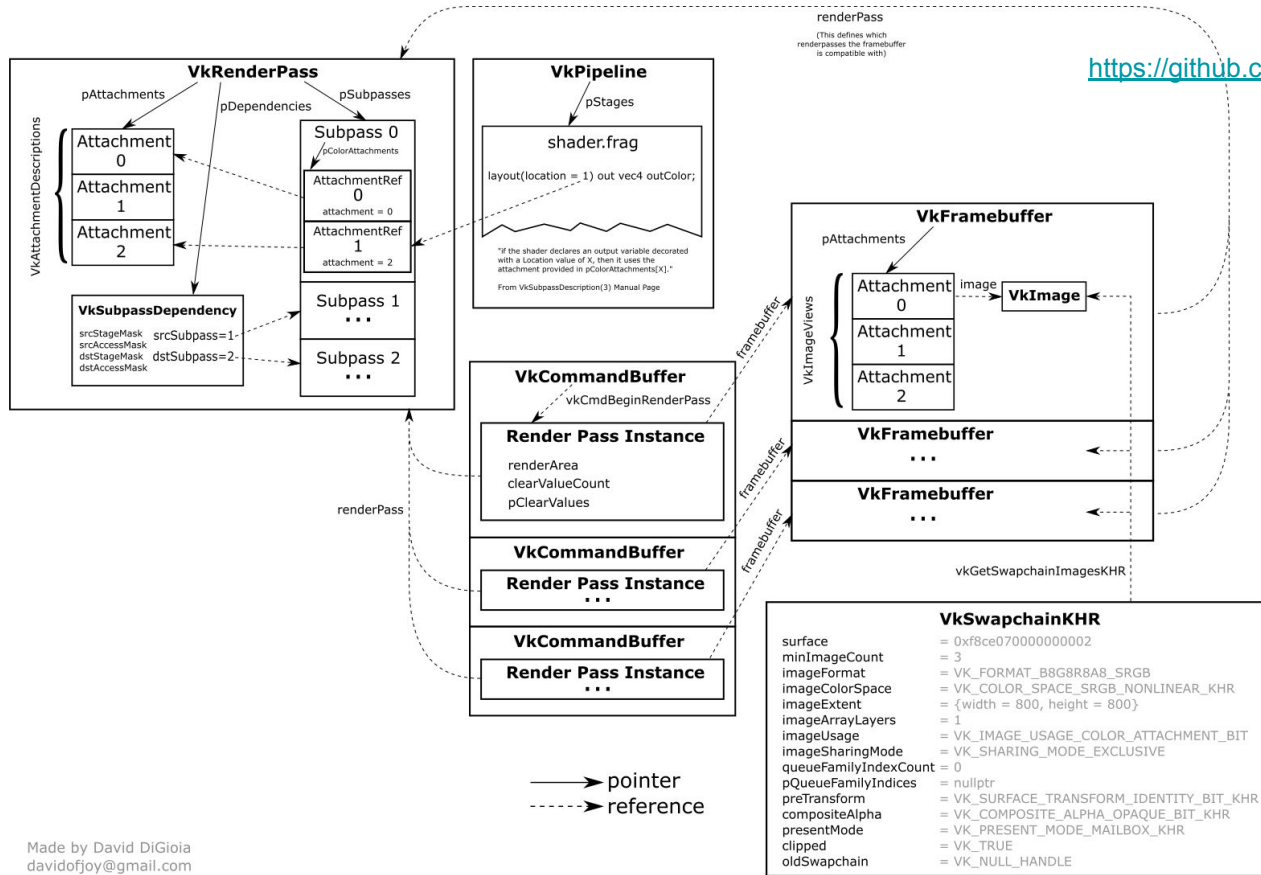 renderPass
(This defines which
renderpasses the framebuffer
is compatible with)
https://github.c
VkRenderPass
pAttachments
pDependencies
pSubpasses
VkAttachmentDescriptions
Attachment
0
Attachment
1
Attachment
2
Subpass 0
pColorAttachments
AttachmentRef
0
attachment = 0
AttachmentRef
1
attachment = 2
Subpass 1
...
Subpass 2
...
VkSubpassDependency
srcStageMask
srcAccessMask
dstStageMask
dstAccessMask
srcSubpass=1
dstSubpass=2
VkPipeline
pStages
shader.frag
layout(location = 1) out vec4 outColor;
"if the shader declares an output variable decorated
with a Location value of X, then it uses the
attachment provided in pColorAttachments[X]."
From VkSubpassDescription(3) Manual Page
VkCommandBuffer
vkCmdBeginRenderPass
Render Pass Instance
renderArea
clearValueCount
pClearValues
VkCommandBuffer
Render Pass Instance
...
VkCommandBuffer
Render Pass Instance
...
renderPass
framebuffer
framebuffer
framebuffer
VkFramebuffer
pAttachments
VkImageViews
Attachment
0
Attachment
1
Attachment
2
image
VkImage
VkFramebuffer
...
VkFramebuffer
...
vkGetSwapchainImagesKHR
VkSwapchainKHR
surface = 0xf8ce070000000002
minImageCount = 3
imageFormat = VK_FORMAT_B8G8R8A8_SRGB
imageColorSpace = VK_COLOR_SPACE_SRGB_NONLINEAR_KHR
imageExtent = {width = 800, height = 800}
imageArrayLayers = 1
imageUsage = VK_IMAGE_USAGE_COLOR_ATTACHMENT_BIT
imageSharingMode = VK_SHARING_MODE_EXCLUSIVE
queueFamilyIndexCount = 0
pQueueFamilyIndices = nullptr
preTransform = VK_SURFACE_TRANSFORM_IDENTITY_BIT_KHR
compositeAlpha = VK_COMPOSITE_ALPHA_OPAQUE_BIT_KHR
presentMode = VK_PRESENT_MODE_MAILBOX_KHR
clipped = VK_TRUE
oldSwapchain = VK_NULL_HANDLE
pointer
reference
Made by David DiGioia
davidofjoy@gmail.com